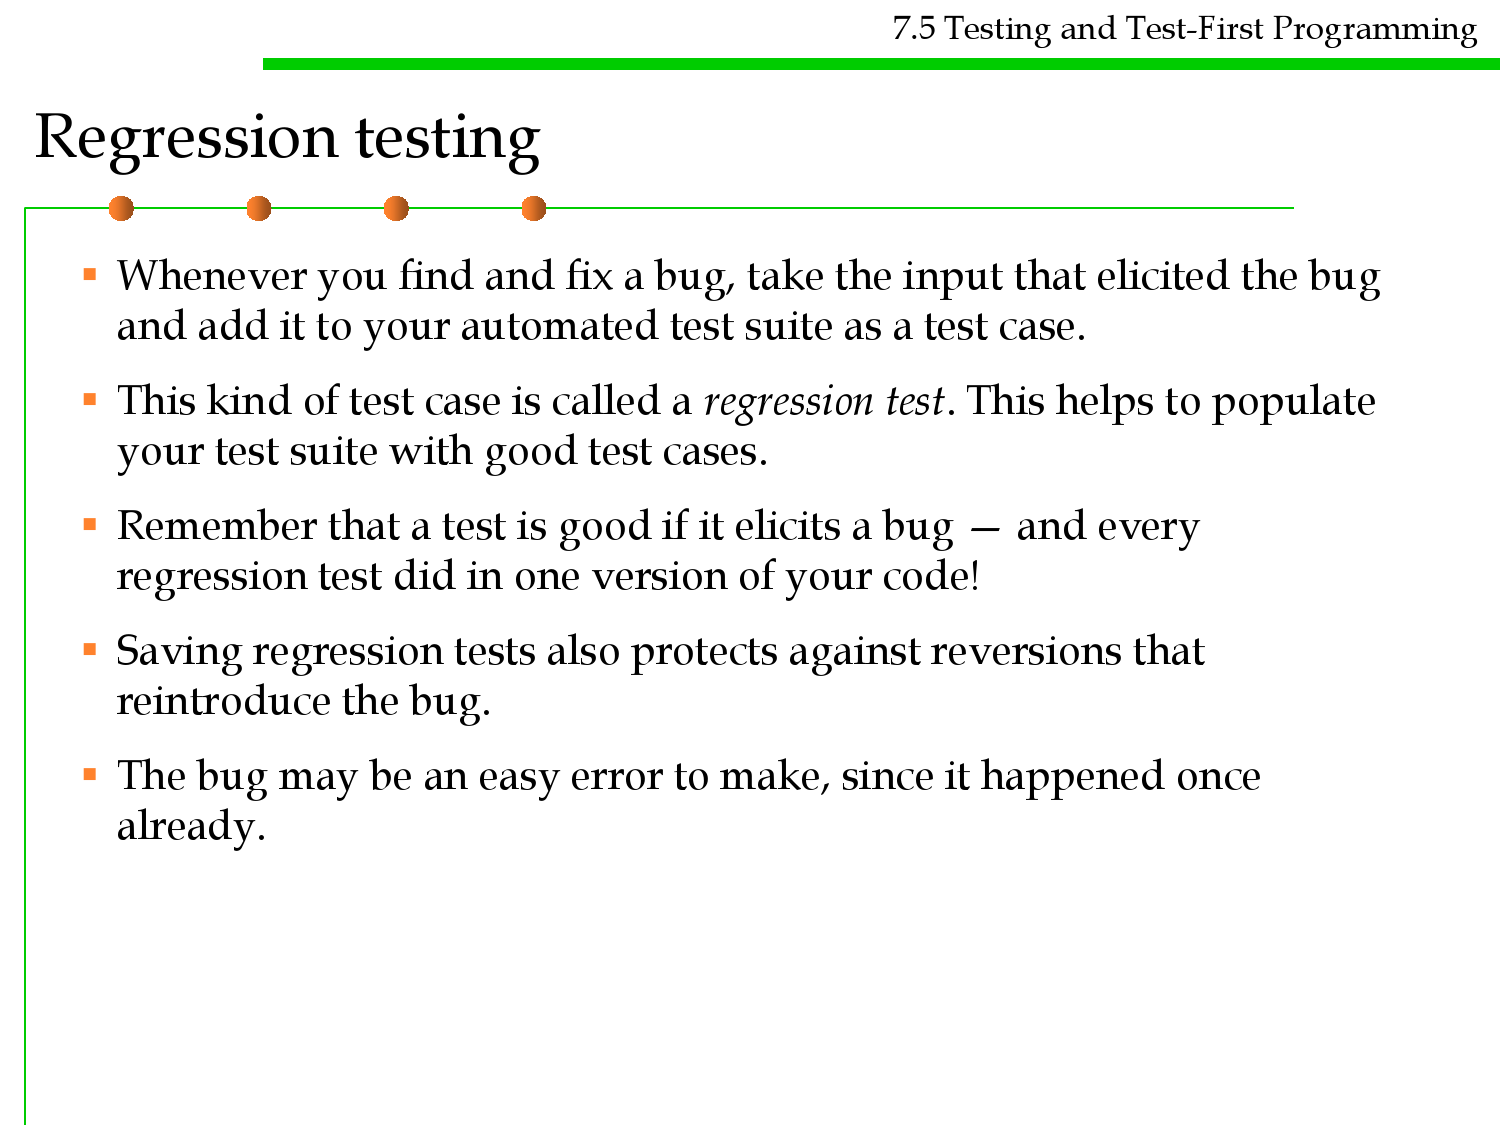 7.5 Testing and Test-First Programming
Regression testing
Whenever you find and fix a bug, take the input that elicited the bug
and add it to your automated test suite as a test case.
This kind of test case is called a regression test. This helps to populate
your test suite with good test cases.
Remember that a test is good if it elicits a bug — and every
regression test did in one version of your code!
Saving regression tests also protects against reversions that
reintroduce the bug.
The bug may be an easy error to make, since it happened once
already.